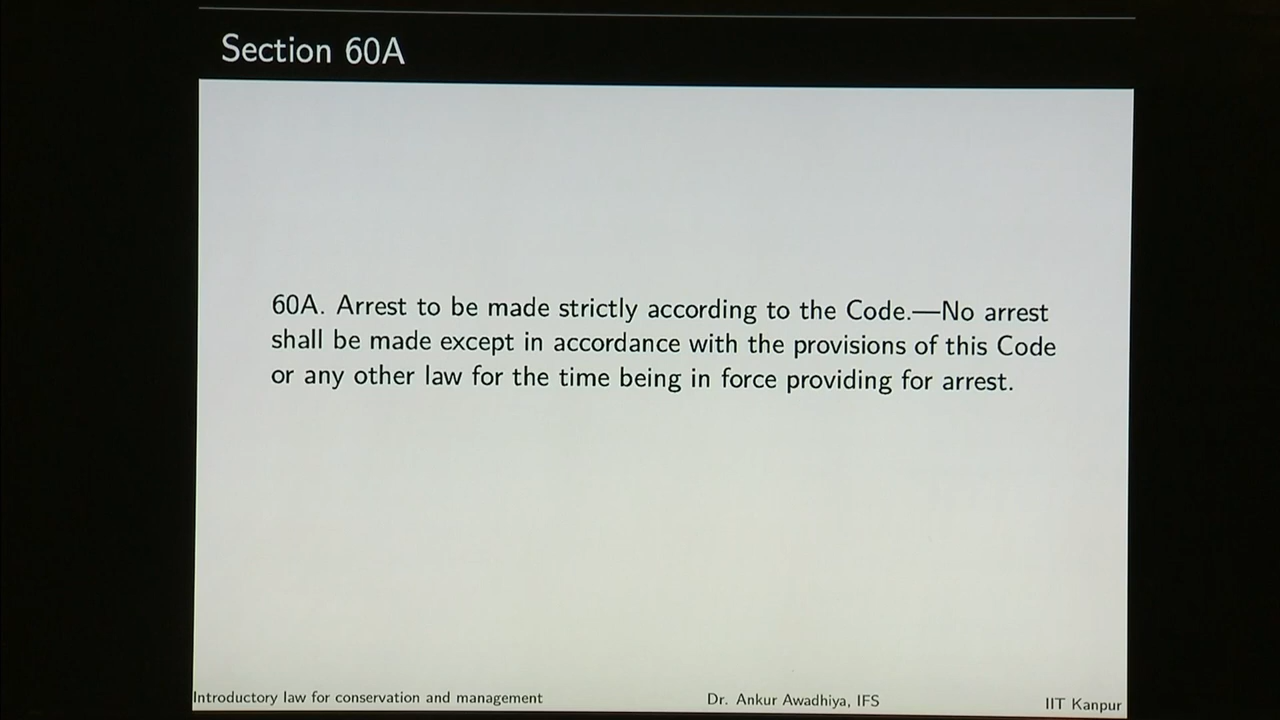 Section 60A
60A. Arrest to be made strictly according to the Code.—No arrest
shall be made except in accordance with the provisions of this Code
or any other law for the time being in force providing for arrest.
Introductory law for conservation and management Dr. Ankur Awadhiya, IFS IIT Kanpur